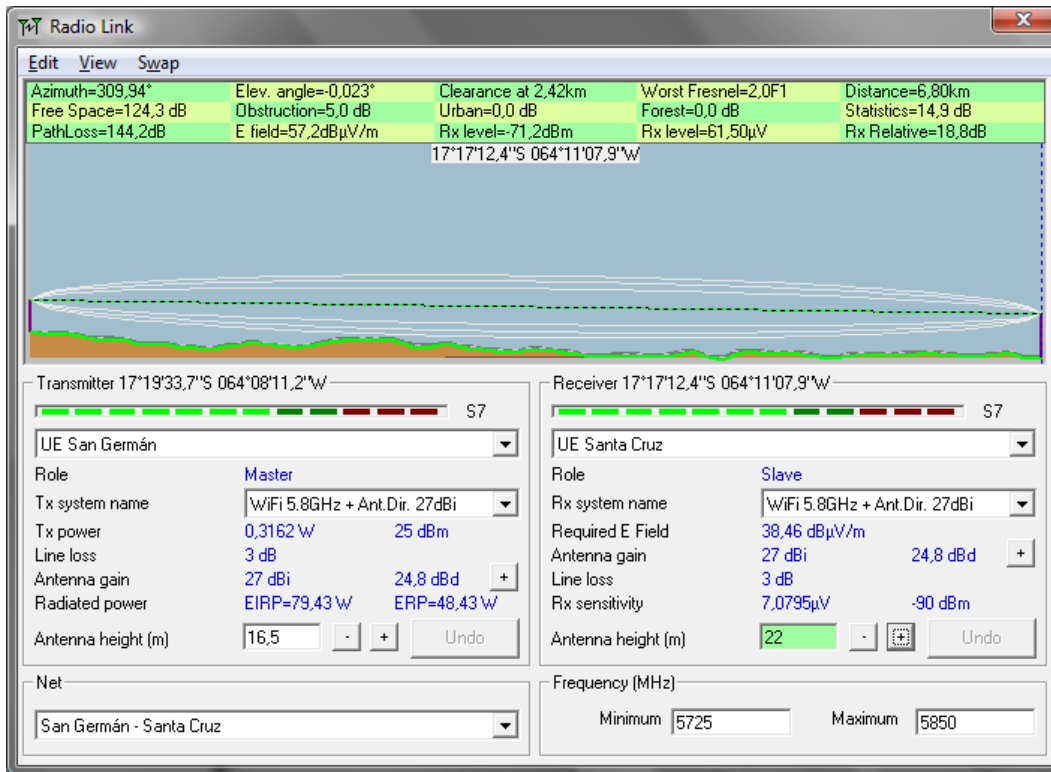 Radio Link
Edit View Swap
Azimuth=309,94° Elev. angle=-0,023° Clearance at 2,42km Worst Fresnel=2,0F1 Distance=6,80km
Free Space=124,3 dB Obstruction=5,0 dB Urban=0,0 dB Forest=0,0 dB Statistics=14,9 dB
PathLoss=144,2dB E field=57,2dBµV/m Rx level=-71,2dBm Rx level=61,50µV Rx Relative=18,8dB
17°17'12,4"S 064°11'07,9"W
Transmitter 17°19'33,7"S 064°08'11,2"W
S7
UE San Germán
Role Master
Tx system name WiFi 5.8GHz + Ant.Dir. 27dBi
Tx power 0,3162 W 25 dBm
Line loss 3 dB
Antenna gain 27 dBi 24,8 dBd +
Radiated power EIRP=79,43 W ERP=48,43 W
Antenna height (m) 16,5 - + Undo
Receiver 17°17'12,4"S 064°11'07,9"W
S7
UE Santa Cruz
Role Slave
Rx system name WiFi 5.8GHz + Ant.Dir. 27dBi
Required E Field 38,46 dBµV/m
Antenna gain 27 dBi 24,8 dBd +
Line loss 3 dB
Rx sensitivity 7,0795µV -90 dBm
Antenna height (m) 22 - + Undo
Net
San Germán - Santa Cruz
Frequency (MHz)
Minimum 5725 Maximum 5850